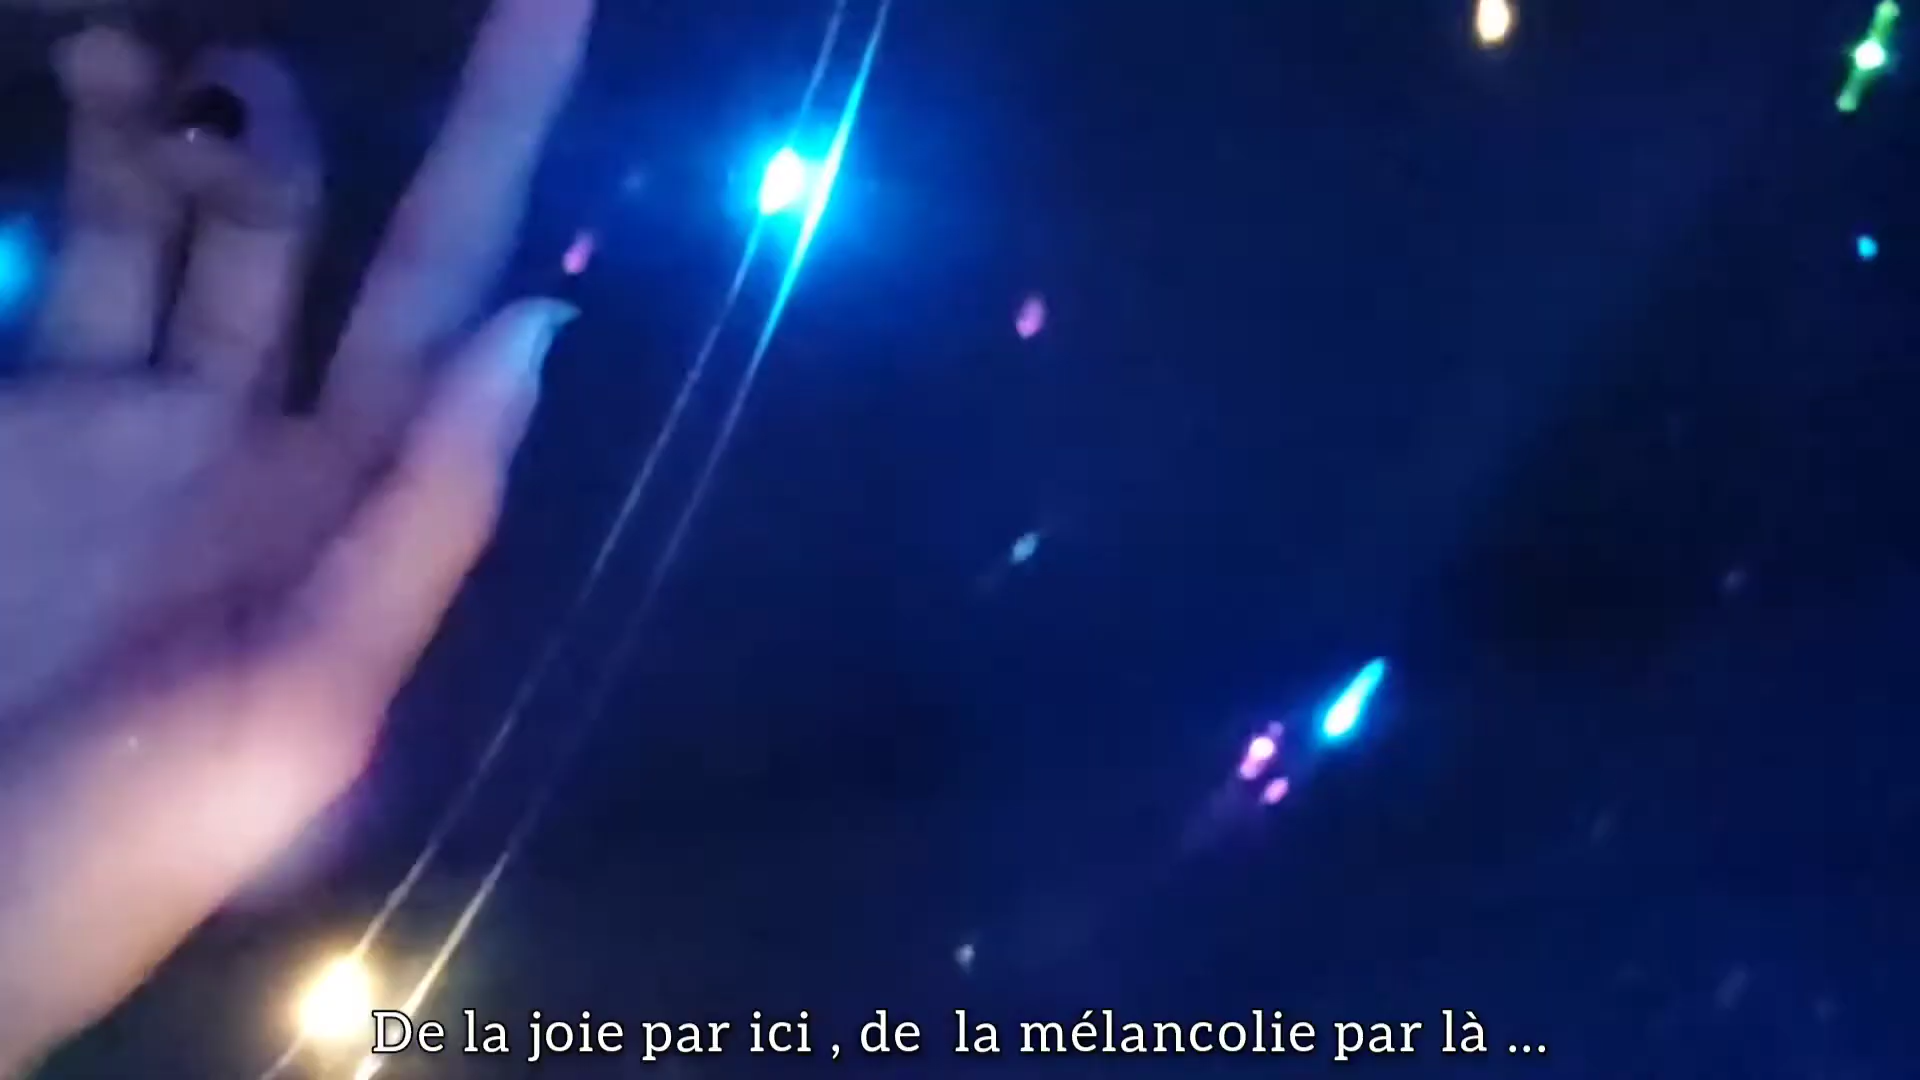 De la joie par ici , de  la mélancolie par là ...